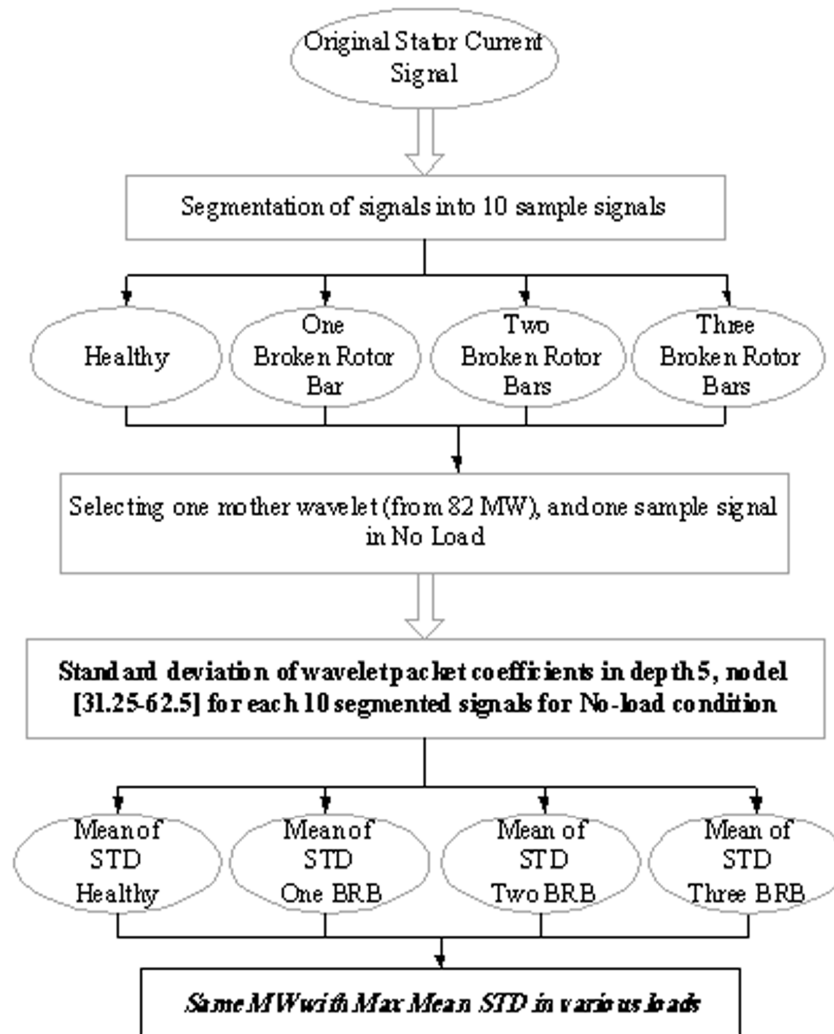 Original Stator Current
Signal
Segmentation of signals into 10 sample signals
Healthy
One
Broken Rotor
Bar
Two
Broken Rotor
Bars
Three
Broken Rotor
Bars
Selecting one mother wavelet (from 82 MW), and one sample signal
in No Load
Standard deviation of wavelet packet coefficients in depth 5, node1
[31.25-62.5] for each 10 segmented signals for No-load condition
Mean of
STD
Healthy
Mean of
STD
One BRB
Mean of
STD
Two BRB
Mean of
STD
Three BRB
Same MW with Max Mean STD in various loads